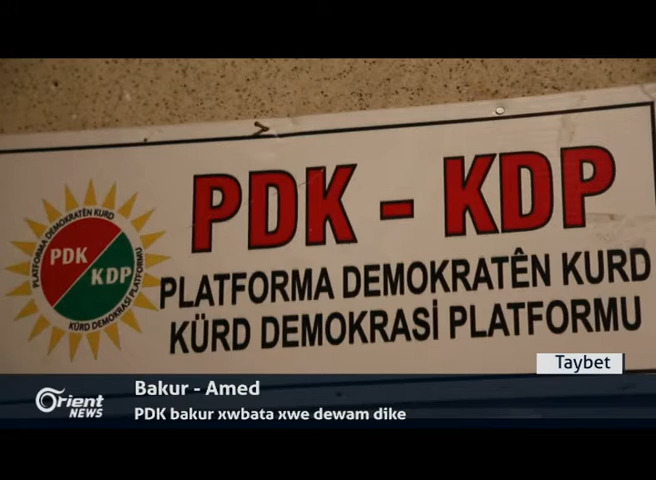 PDK - KDP
PLATFORMA DEMOKRATÊN KURD
KÜRD DEMOKRASİ PLATFORMU
PLATFORMA DEMOKRATÊN KURD
PDK
KDP
KÜRD DEMOKRASİ PLATFORMU
Taybet
Orient
NEWS
Bakur - Amed
PDK bakur xwbata xwe dewam dike